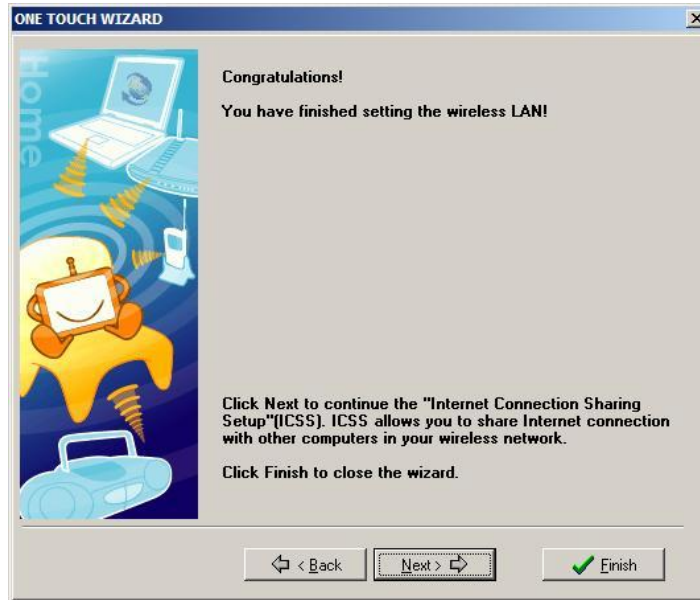 ONE TOUCH WIZARD
Home
Congratulations!
You have finished setting the wireless LAN!
Click Next to continue the "Internet Connection Sharing
Setup"(ICSS). ICSS allows you to share Internet connection
with other computers in your wireless network.
Click Finish to close the wizard.
< Back
Next >
Finish